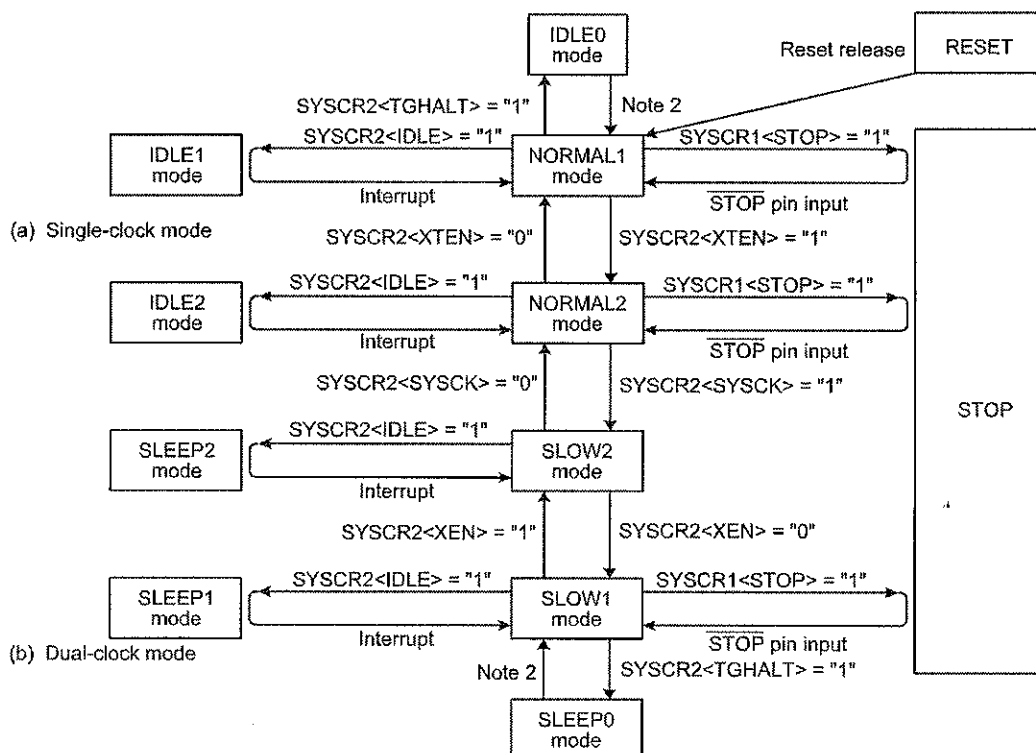 IDLE0
mode
Reset release
RESET
SYSCR2<TGHALT> = "1"
Note 2
SYSCR2<IDLE> = "1"
SYSCR1<STOP> = "1"
IDLE1
mode
NORMAL1
mode
Interrupt
STOP pin input
(a) Single-clock mode
SYSCR2<XTEN> = "0"
SYSCR2<XTEN> = "1"
SYSCR2<IDLE> = "1"
SYSCR1<STOP> = "1"
IDLE2
mode
NORMAL2
mode
Interrupt
STOP pin input
SYSCR2<SYSCK> = "0"
SYSCR2<SYSCK> = "1"
STOP
SYSCR2<IDLE> = "1"
SLEEP2
mode
SLOW2
mode
Interrupt
SYSCR2<XEN> = "1"
SYSCR2<XEN> = "0"
SYSCR2<IDLE> = "1"
SYSCR1<STOP> = "1"
SLEEP1
mode
SLOW1
mode
Interrupt
STOP pin input
(b) Dual-clock mode
Note 2
SYSCR2<TGHALT> = "1"
SLEEP0
mode